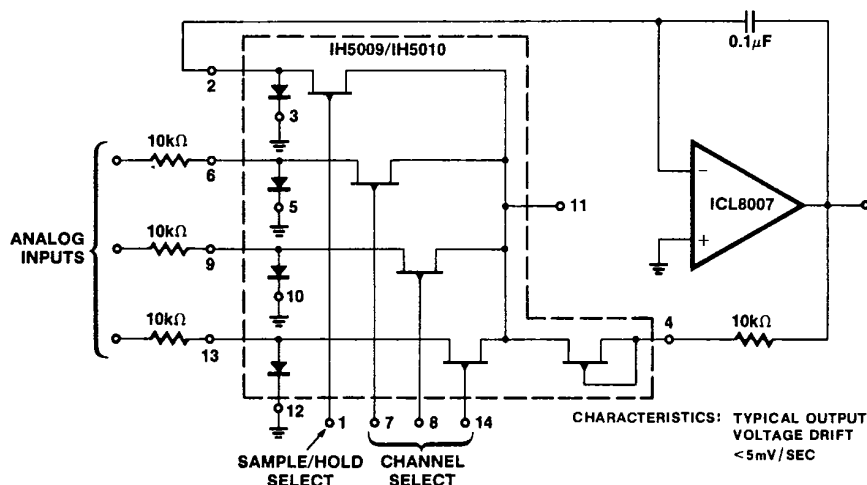 IH5009/IH5010
0.1μF
2
3
10kΩ
6
5
11
ICL8007
−
+
ANALOG
INPUTS
10kΩ
9
10
10kΩ
13
4
10kΩ
12
1
7
8
14
SAMPLE/HOLD
SELECT
CHANNEL
SELECT
CHARACTERISTICS: TYPICAL OUTPUT
VOLTAGE DRIFT
<5mV/SEC